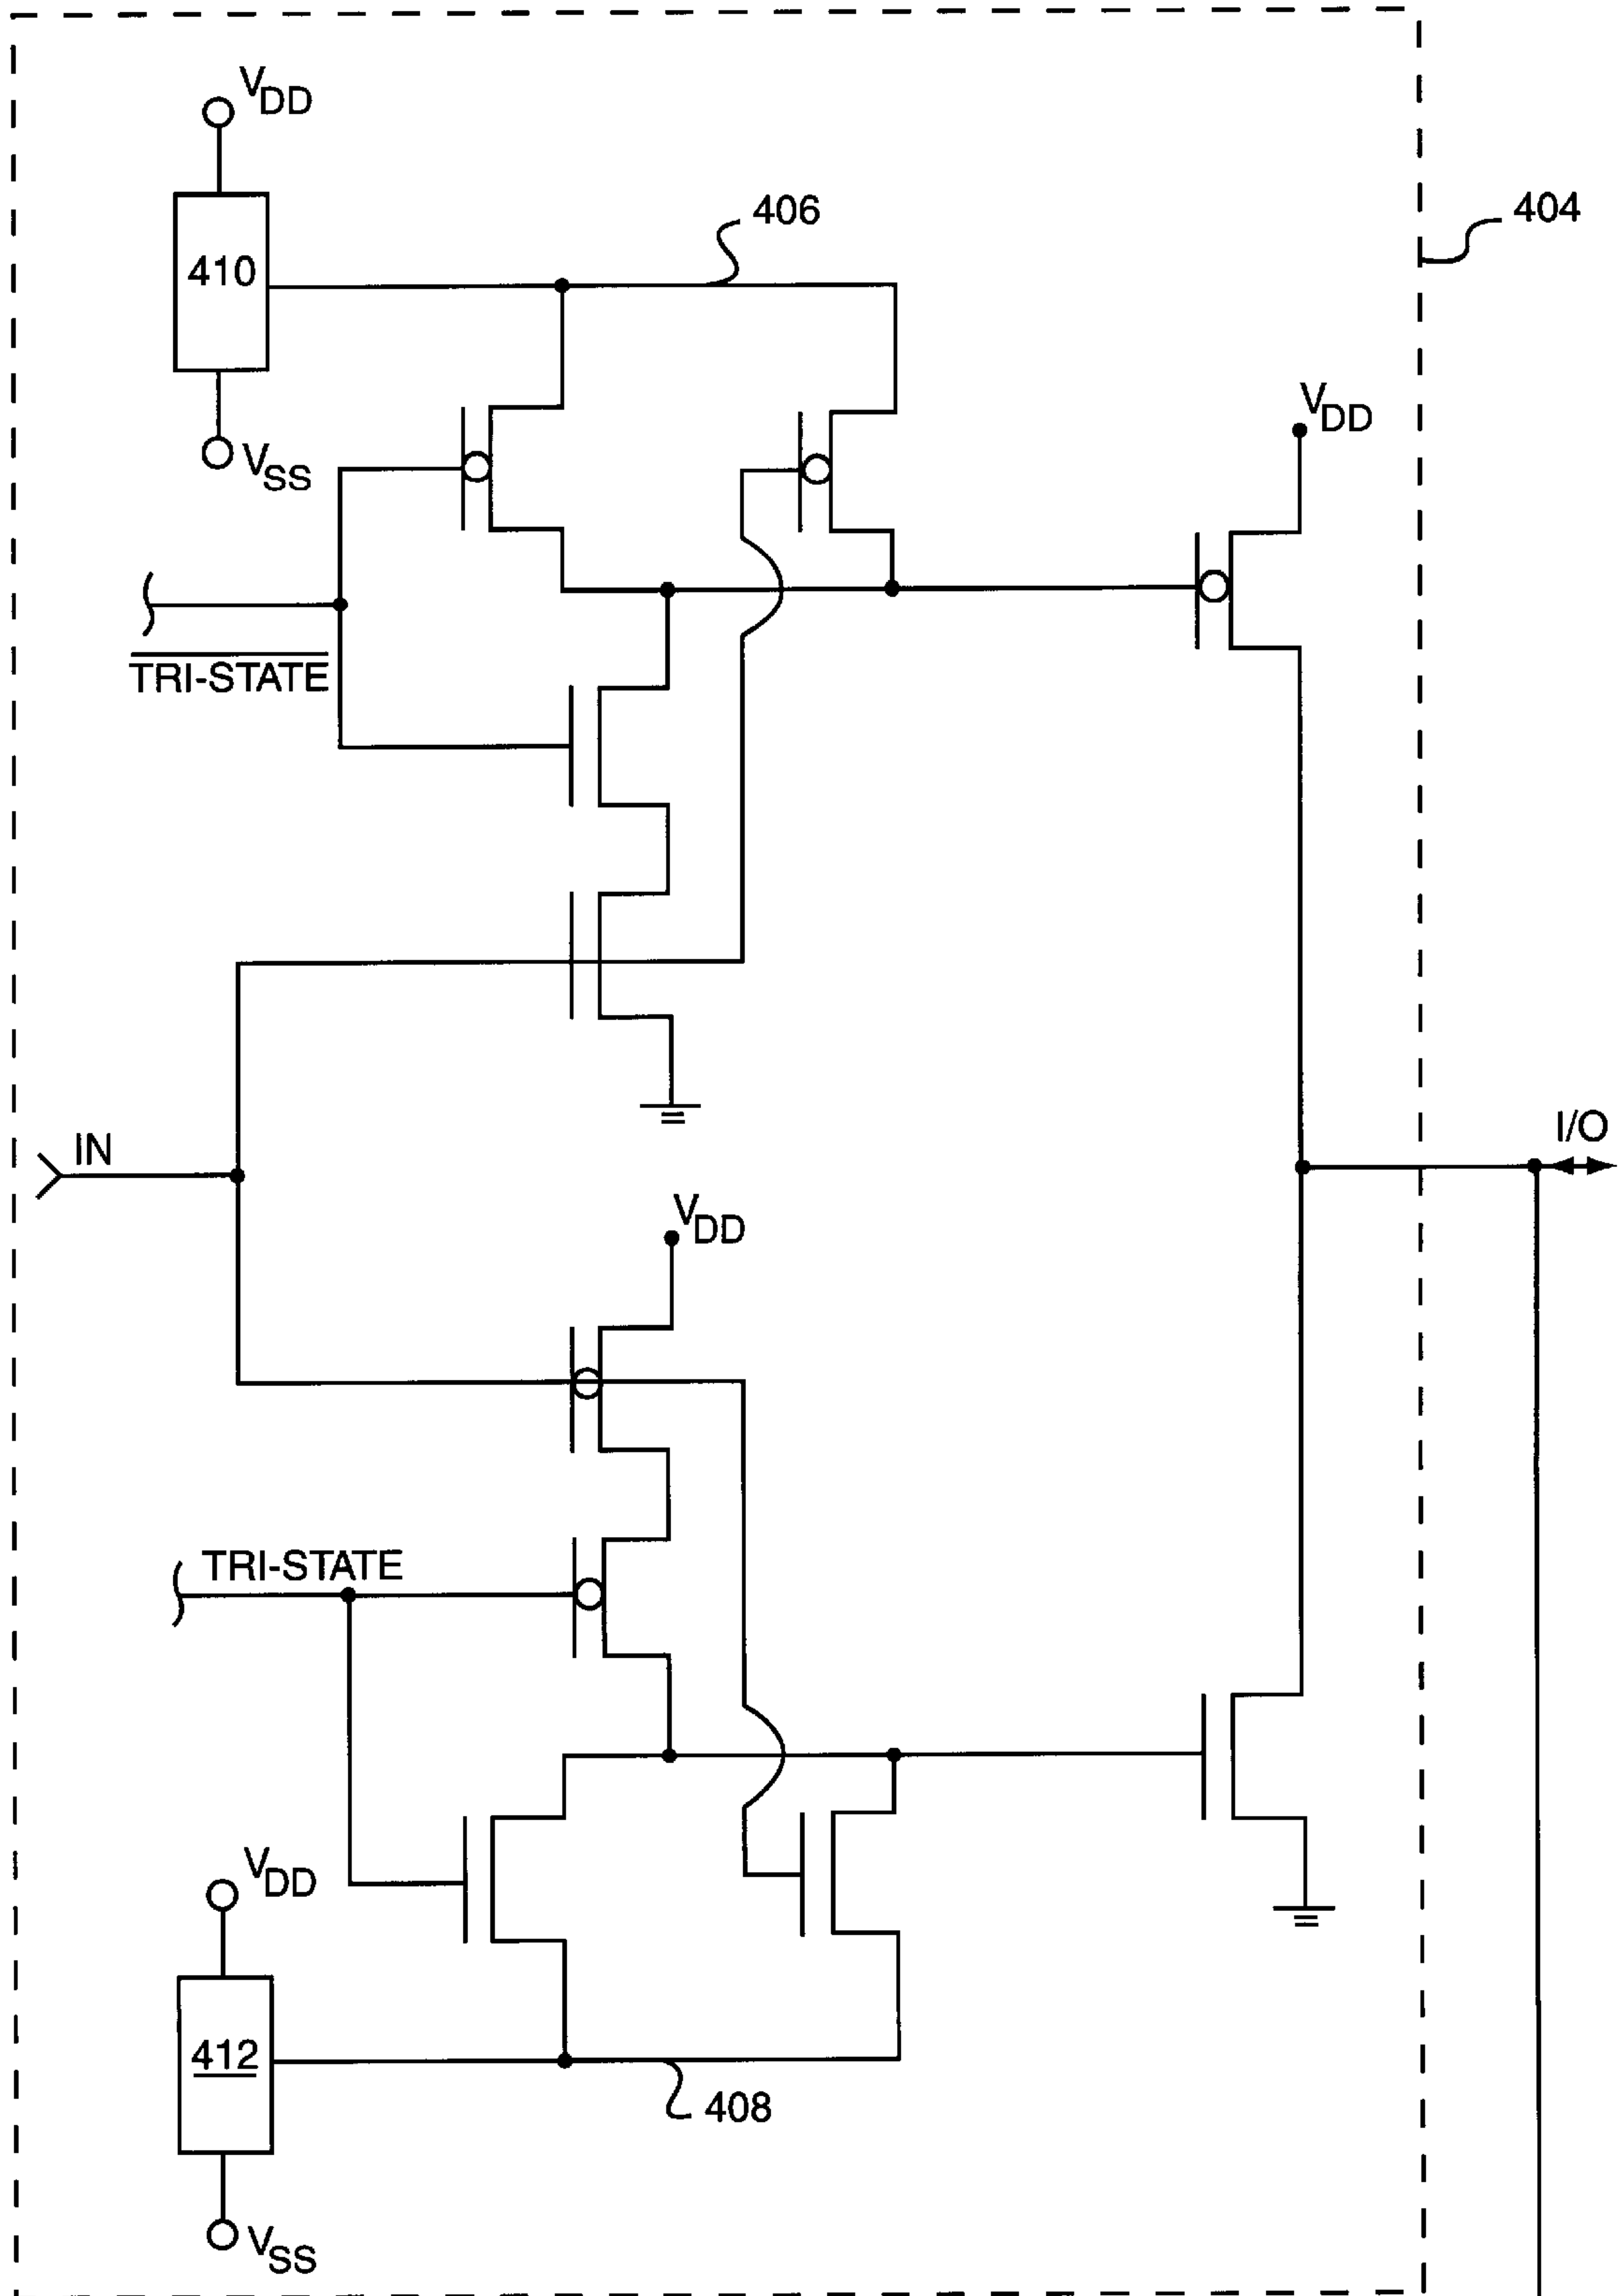 VDD
406
404
410
VDD
VSS
TRI-STATE
IN
I/O
VDD
TRI-STATE
VDD
412
408
VSS